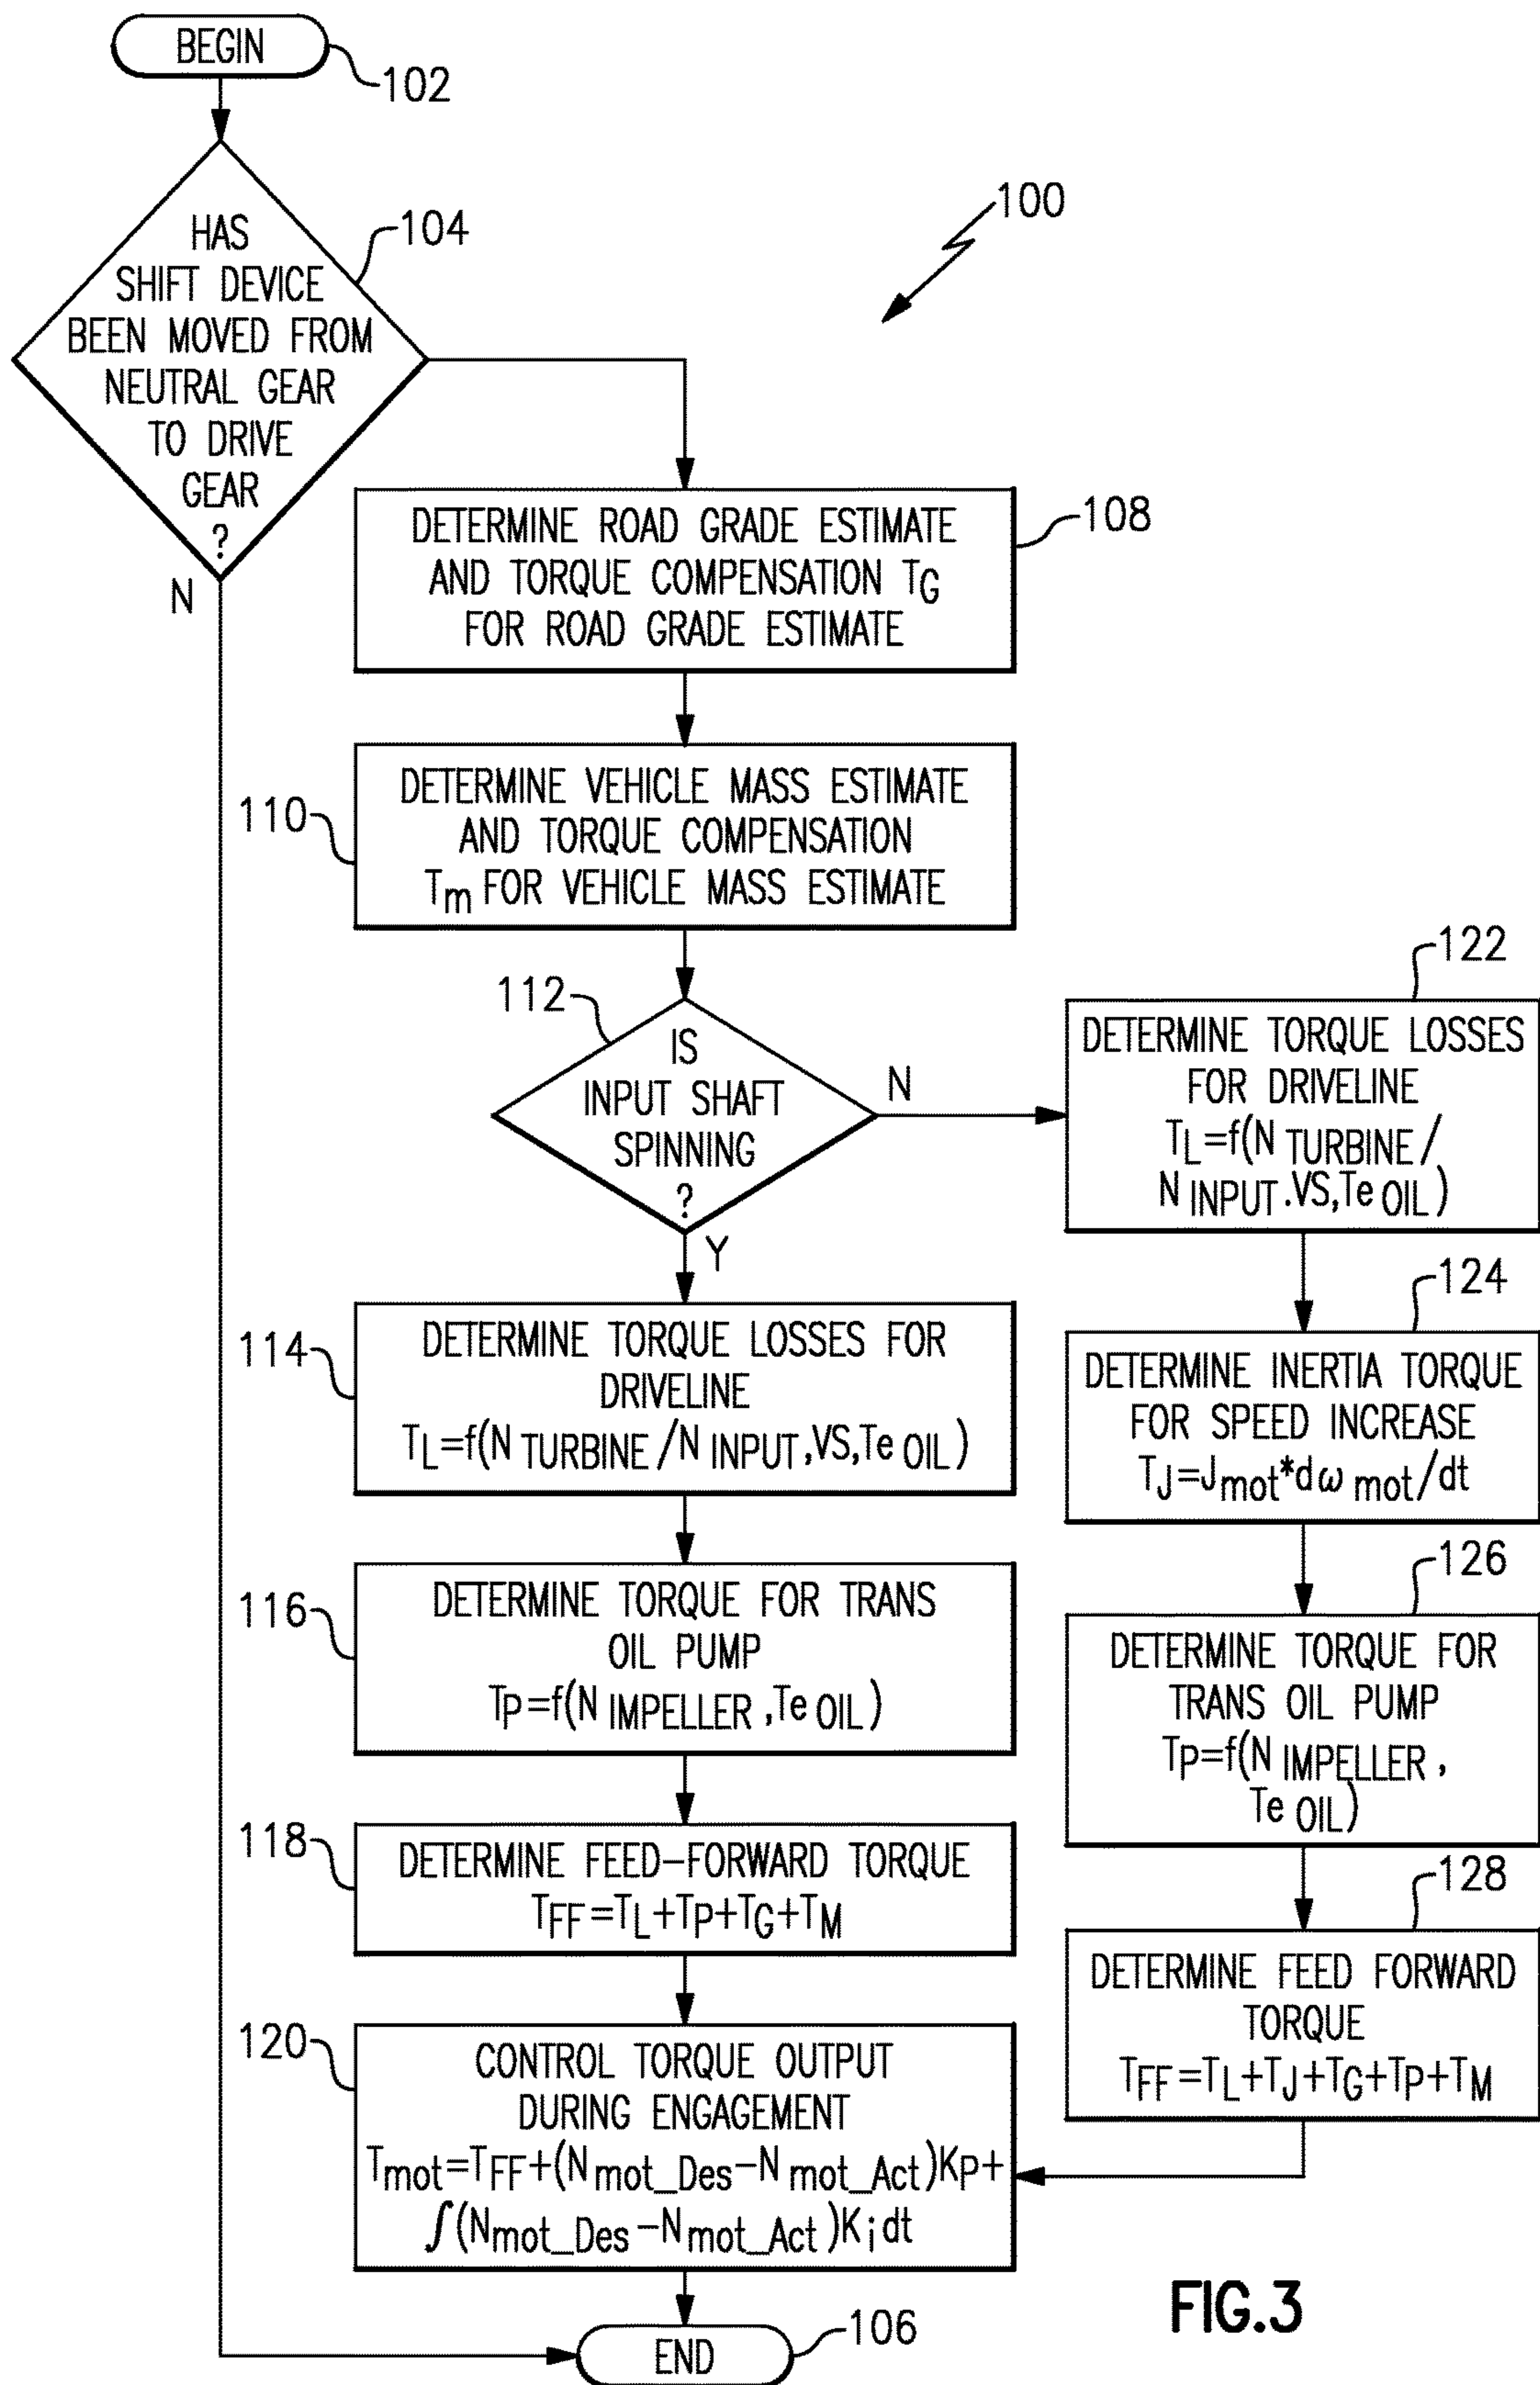 BEGIN
102
HAS
SHIFT DEVICE
BEEN MOVED FROM
NEUTRAL GEAR
TO DRIVE
GEAR
?
104
N
100
DETERMINE ROAD GRADE ESTIMATE
AND TORQUE COMPENSATION TG
FOR ROAD GRADE ESTIMATE
108
DETERMINE VEHICLE MASS ESTIMATE
AND TORQUE COMPENSATION
Tm FOR VEHICLE MASS ESTIMATE
110
112
IS
INPUT SHAFT
SPINNING
?
N
Y
114
DETERMINE TORQUE LOSSES FOR
DRIVELINE
TL=f(N TURBINE/N INPUT,VS,Te OIL)
116
DETERMINE TORQUE FOR TRANS
OIL PUMP
TP=f(N IMPELLER,Te OIL)
118
DETERMINE FEED-FORWARD TORQUE
TFF=TL+TP+TG+TM
120
CONTROL TORQUE OUTPUT
DURING ENGAGEMENT
Tmot=TFF+(Nmot_Des-Nmot_Act)KP+
∫(Nmot_Des-Nmot_Act)Ki dt
122
DETERMINE TORQUE LOSSES
FOR DRIVELINE
TL=f(N TURBINE/
N INPUT.VS,Te OIL)
124
DETERMINE INERTIA TORQUE
FOR SPEED INCREASE
TJ=Jmot*dω mot/dt
126
DETERMINE TORQUE FOR
TRANS OIL PUMP
TP=f(N IMPELLER,
Te OIL)
128
DETERMINE FEED FORWARD
TORQUE
TFF=TL+TJ+TG+TP+TM
END
106
FIG.3